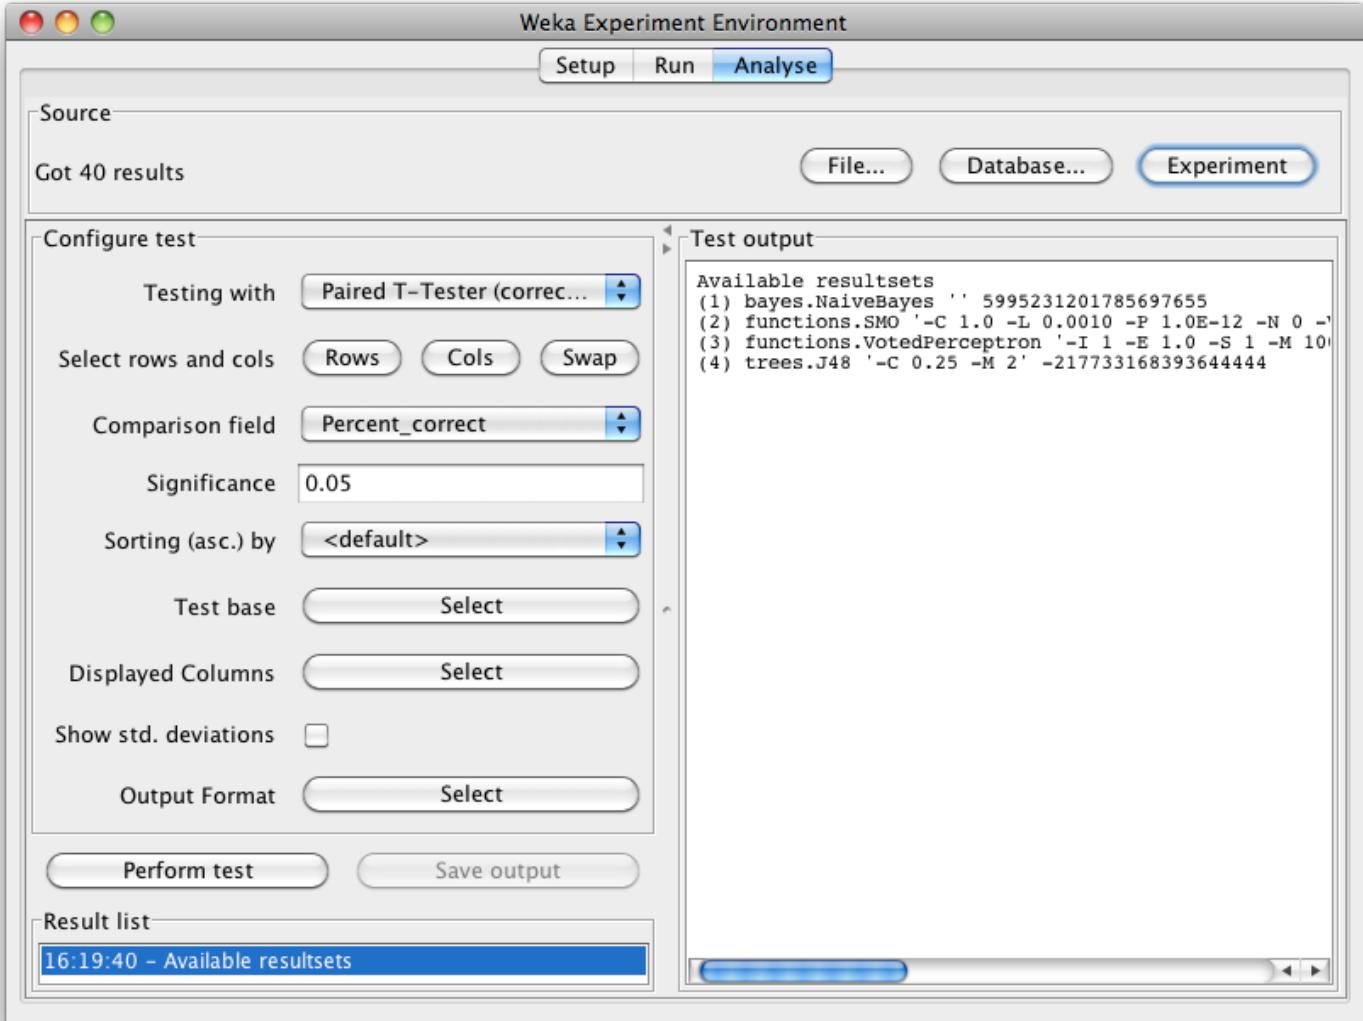 Weka Experiment Environment
Setup Run Analyse
Source
Got 40 results
File... Database... Experiment
Configure test
Testing with Paired T-Tester (correc...
Select rows and cols Rows Cols Swap
Comparison field Percent_correct
Significance 0.05
Sorting (asc.) by <default>
Test base Select
Displayed Columns Select
Show std. deviations
Output Format Select
Perform test Save output
Result list
16:19:40 - Available resultsets
Test output
Available resultsets
(1) bayes.NaiveBayes '' 5995231201785697655
(2) functions.SMO '-C 1.0 -L 0.0010 -P 1.0E-12 -N 0 -
(3) functions.VotedPerceptron '-I 1 -E 1.0 -S 1 -M 10
(4) trees.J48 '-C 0.25 -M 2' -217733168393644444